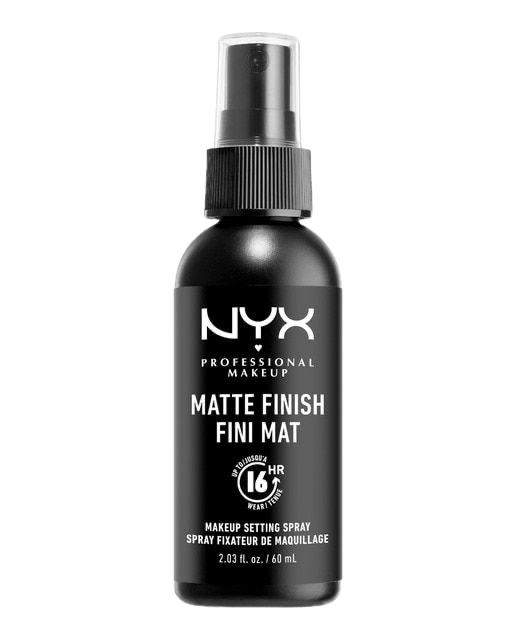 NYX
PROFESSIONAL
MAKEUP
MATTE FINISH
FINI MAT
UP TO/JUSQU'A
16 HR
WEAR/TENUE
MAKEUP SETTING SPRAY
SPRAY FIXATEUR DE MAQUILLAGE
2.03 fl. oz. / 60 mL